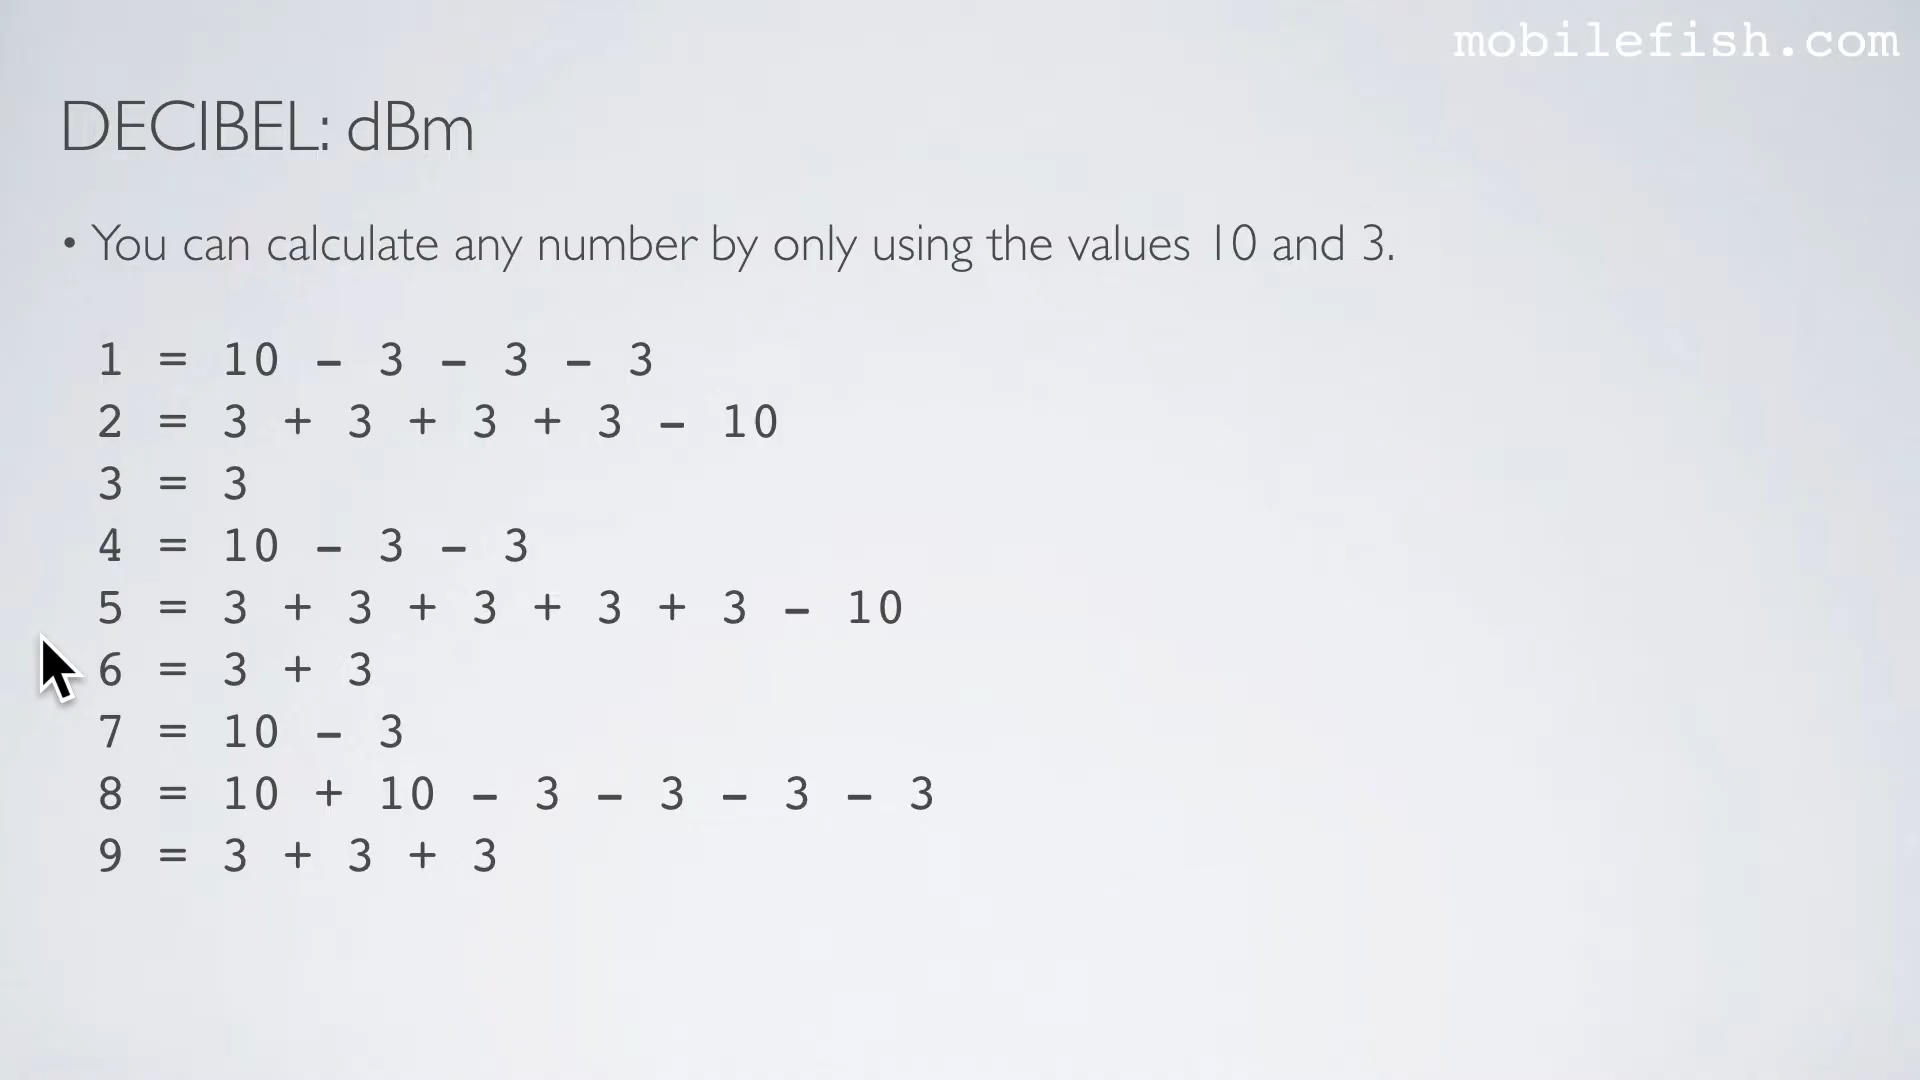 mobilefish.com
DECIBEL: dBm
• You can calculate any number by only using the values 10 and 3.
1 = 10 - 3 - 3 - 3
2 = 3 + 3 + 3 + 3 - 10
3 = 3
4 = 10 - 3 - 3
5 = 3 + 3 + 3 + 3 + 3 - 10
6 = 3 + 3
7 = 10 - 3
8 = 10 + 10 - 3 - 3 - 3 - 3
9 = 3 + 3 + 3